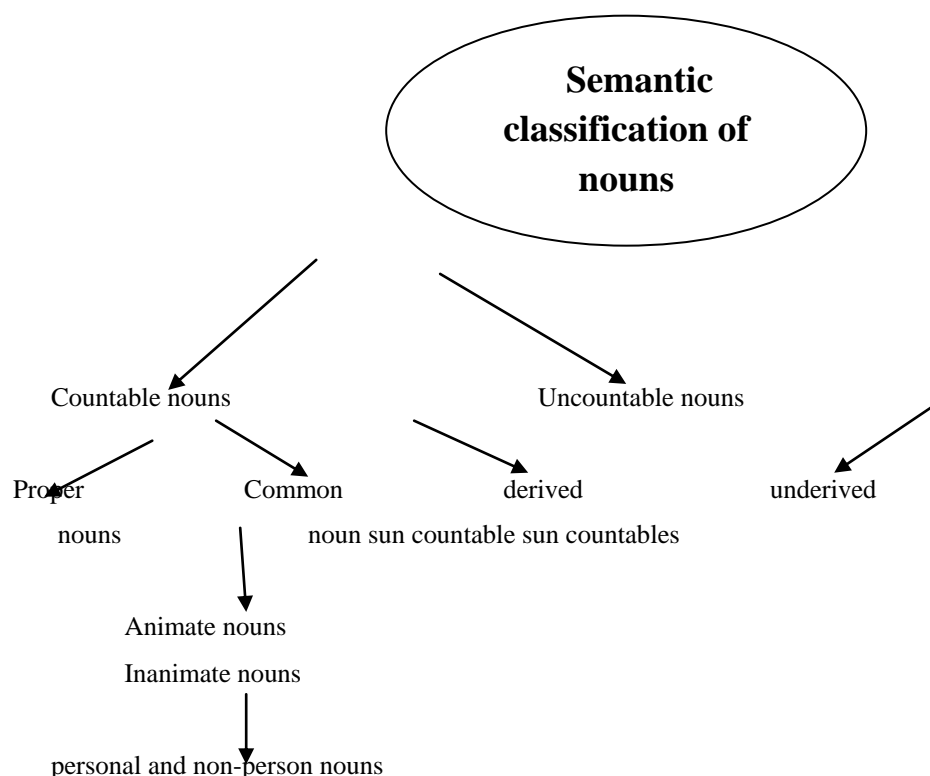 Semantic
classification of
nouns
Countable nouns Uncountable nouns
Proper Common derived underived
nouns noun sun countable sun countables
Animate nouns
Inanimate nouns
personal and non-person nouns